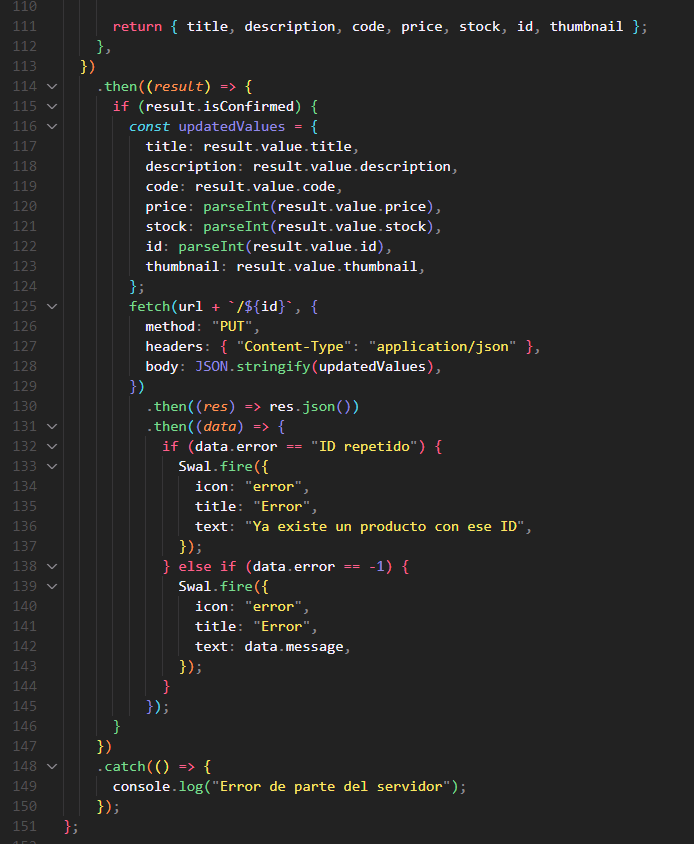 110
111 return { title, description, code, price, stock, id, thumbnail };
112 },
113 })
114 .then((result) => {
115 if (result.isConfirmed) {
116 const updatedValues = {
117 title: result.value.title,
118 description: result.value.description,
119 code: result.value.code,
120 price: parseInt(result.value.price),
121 stock: parseInt(result.value.stock),
122 id: parseInt(result.value.id),
123 thumbnail: result.value.thumbnail,
124 };
125 fetch(url + `/${id}`, {
126 method: "PUT",
127 headers: { "Content-Type": "application/json" },
128 body: JSON.stringify(updatedValues),
129 })
130 .then((res) => res.json())
131 .then((data) => {
132 if (data.error == "ID repetido") {
133 Swal.fire({
134 icon: "error",
135 title: "Error",
136 text: "Ya existe un producto con ese ID",
137 });
138 } else if (data.error == -1) {
139 Swal.fire({
140 icon: "error",
141 title: "Error",
142 text: data.message,
143 });
144 }
145 });
146 }
147 })
148 .catch(() => {
149 console.log("Error de parte del servidor");
150 });
151 };